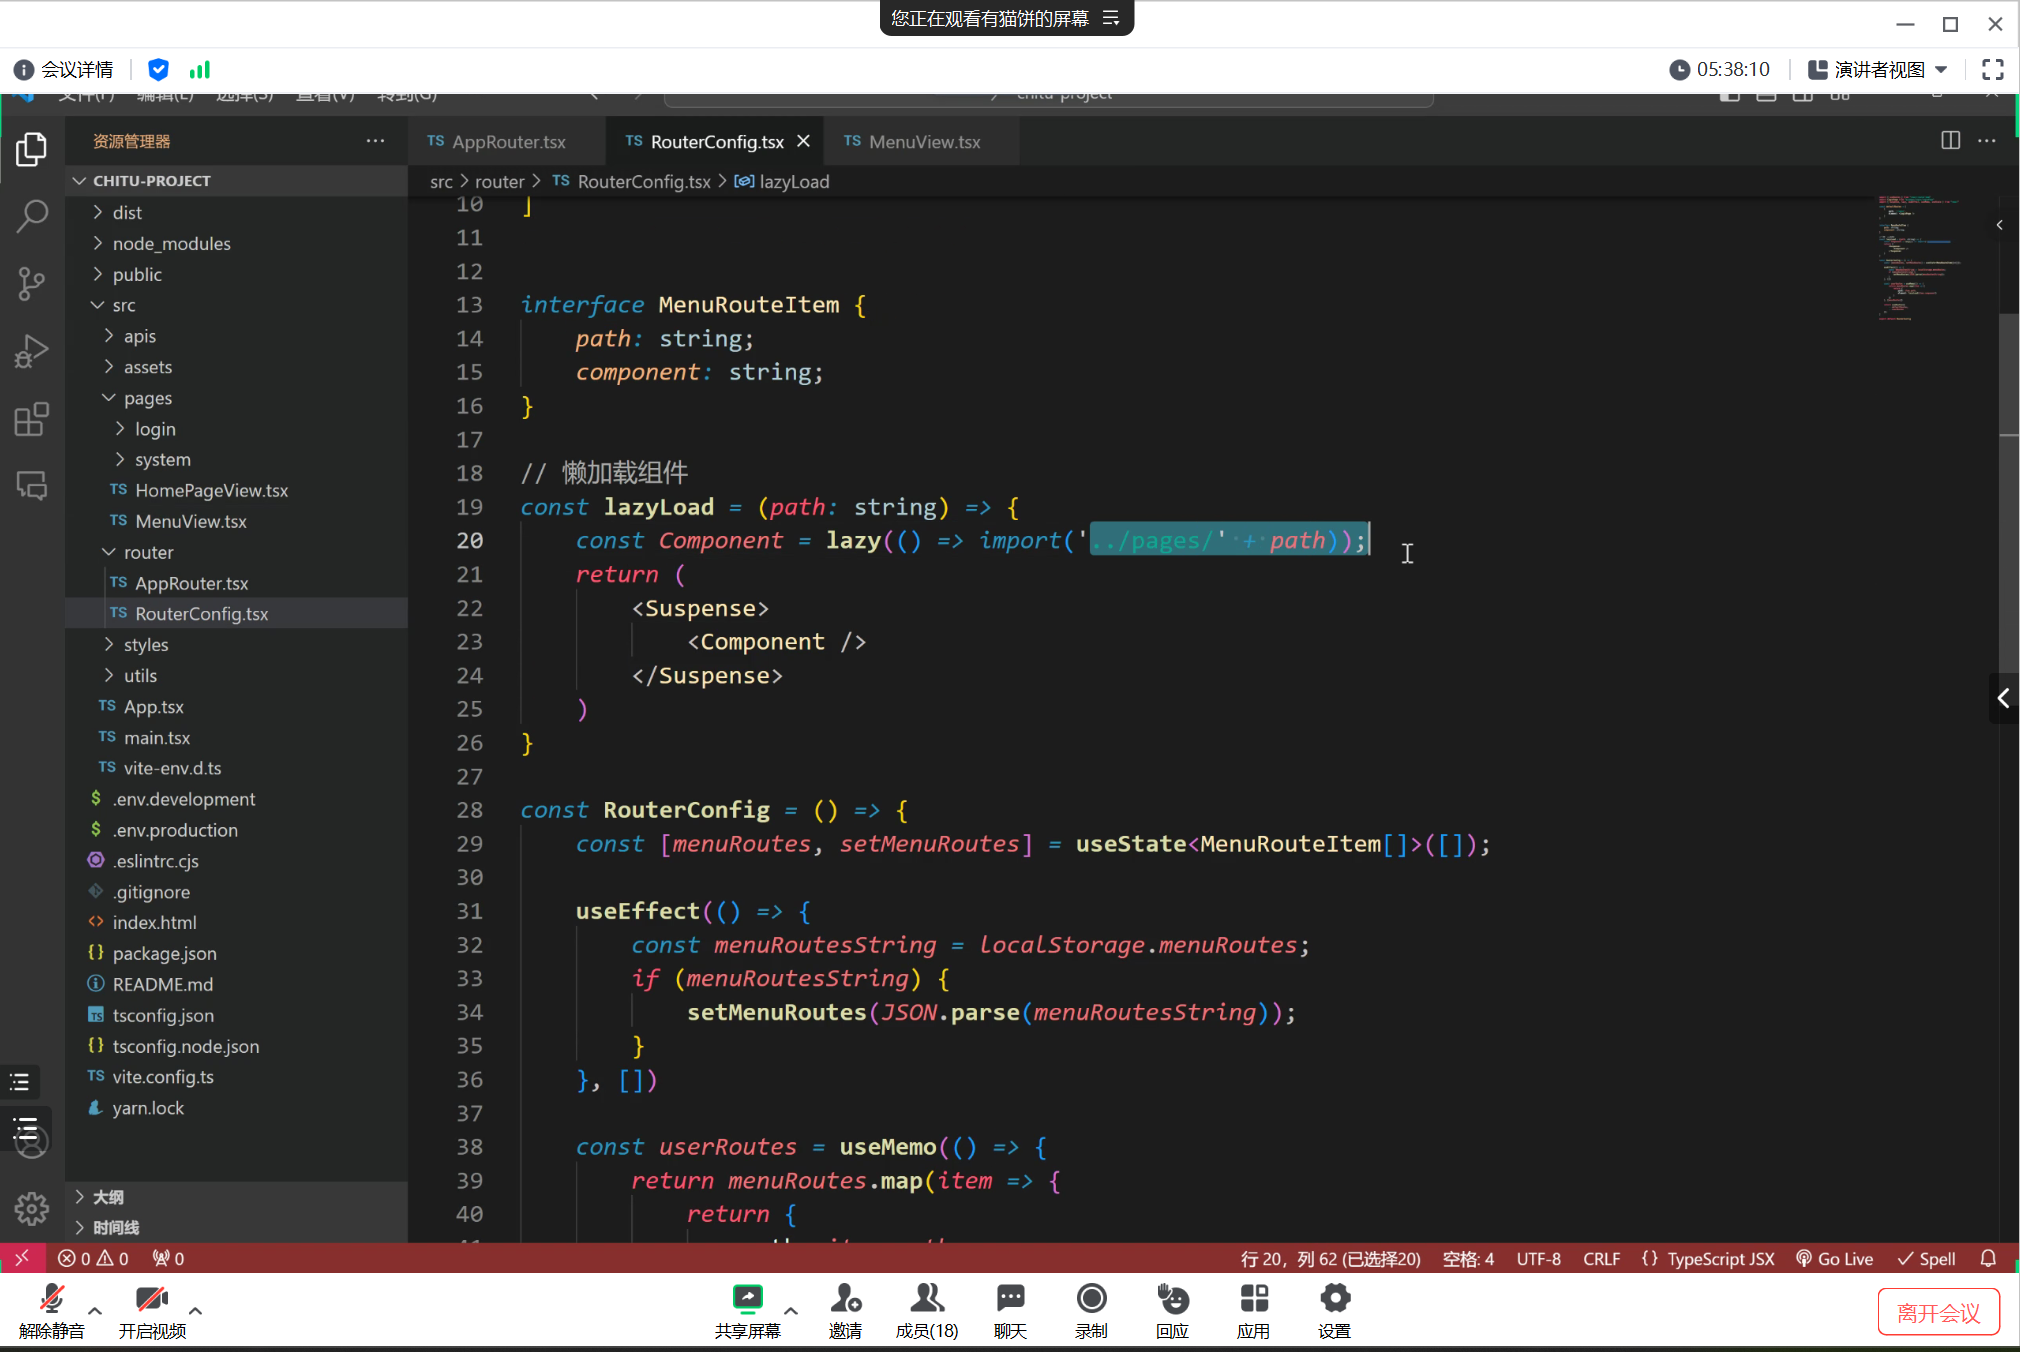 您正在观看有猫饼的屏幕
会议详情
05:38:10
演讲者视图
文件(F) 编辑(E) 选择(S) 查看(V) 转到(G)
chitu-project
资源管理器
AppRouter.tsx
RouterConfig.tsx
MenuView.tsx
CHITU-PROJECT
src > router > TS RouterConfig.tsx > lazyLoad
dist
node_modules
public
src
apis
assets
pages
login
system
TS HomePageView.tsx
TS MenuView.tsx
router
TS AppRouter.tsx
TS RouterConfig.tsx
styles
utils
TS App.tsx
TS main.tsx
TS vite-env.d.ts
$ .env.development
$ .env.production
.eslintrc.cjs
.gitignore
<> index.html
{} package.json
README.md
TS tsconfig.json
{} tsconfig.node.json
TS vite.config.ts
yarn.lock
大纲
时间线
10 ]
11
12
13 interface MenuRouteItem {
14 path: string;
15 component: string;
16 }
17
18 // 懒加载组件
19 const lazyLoad = (path: string) => {
20 const Component = lazy(() => import('../pages/' + path));
21 return (
22 <Suspense>
23 <Component />
24 </Suspense>
25 )
26 }
27
28 const RouterConfig = () => {
29 const [menuRoutes, setMenuRoutes] = useState<MenuRouteItem[]>([]);
30
31 useEffect(() => {
32 const menuRoutesString = localStorage.menuRoutes;
33 if (menuRoutesString) {
34 setMenuRoutes(JSON.parse(menuRoutesString));
35 }
36 }, [])
37
38 const userRoutes = useMemo(() => {
39 return menuRoutes.map(item => {
40 return {
0 0 0
行 20，列 62 (已选择20)
空格: 4
UTF-8
CRLF
{} TypeScript JSX
Go Live
Spell
解除静音
开启视频
共享屏幕
邀请
成员(18)
聊天
录制
回应
应用
设置
离开会议